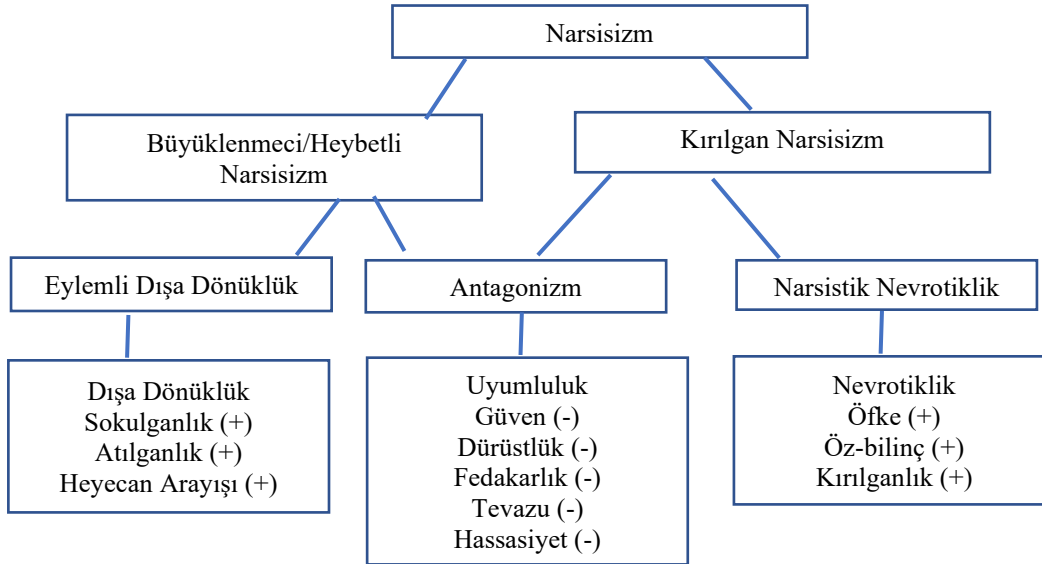 Narsisizm
Büyüklenmeci/Heybetli
Narsisizm
Kırılgan Narsisizm
Eylemli Dışa Dönüklük
Antagonizm
Narsistik Nevrotiklik
Dışa Dönüklük
Sokulganlık (+)
Atılganlık (+)
Heyecan Arayışı (+)
Uyumluluk
Güven (-)
Dürüstlük (-)
Fedakarlık (-)
Tevazu (-)
Hassasiyet (-)
Nevrotiklik
Öfke (+)
Öz-bilinç (+)
Kırılganlık (+)